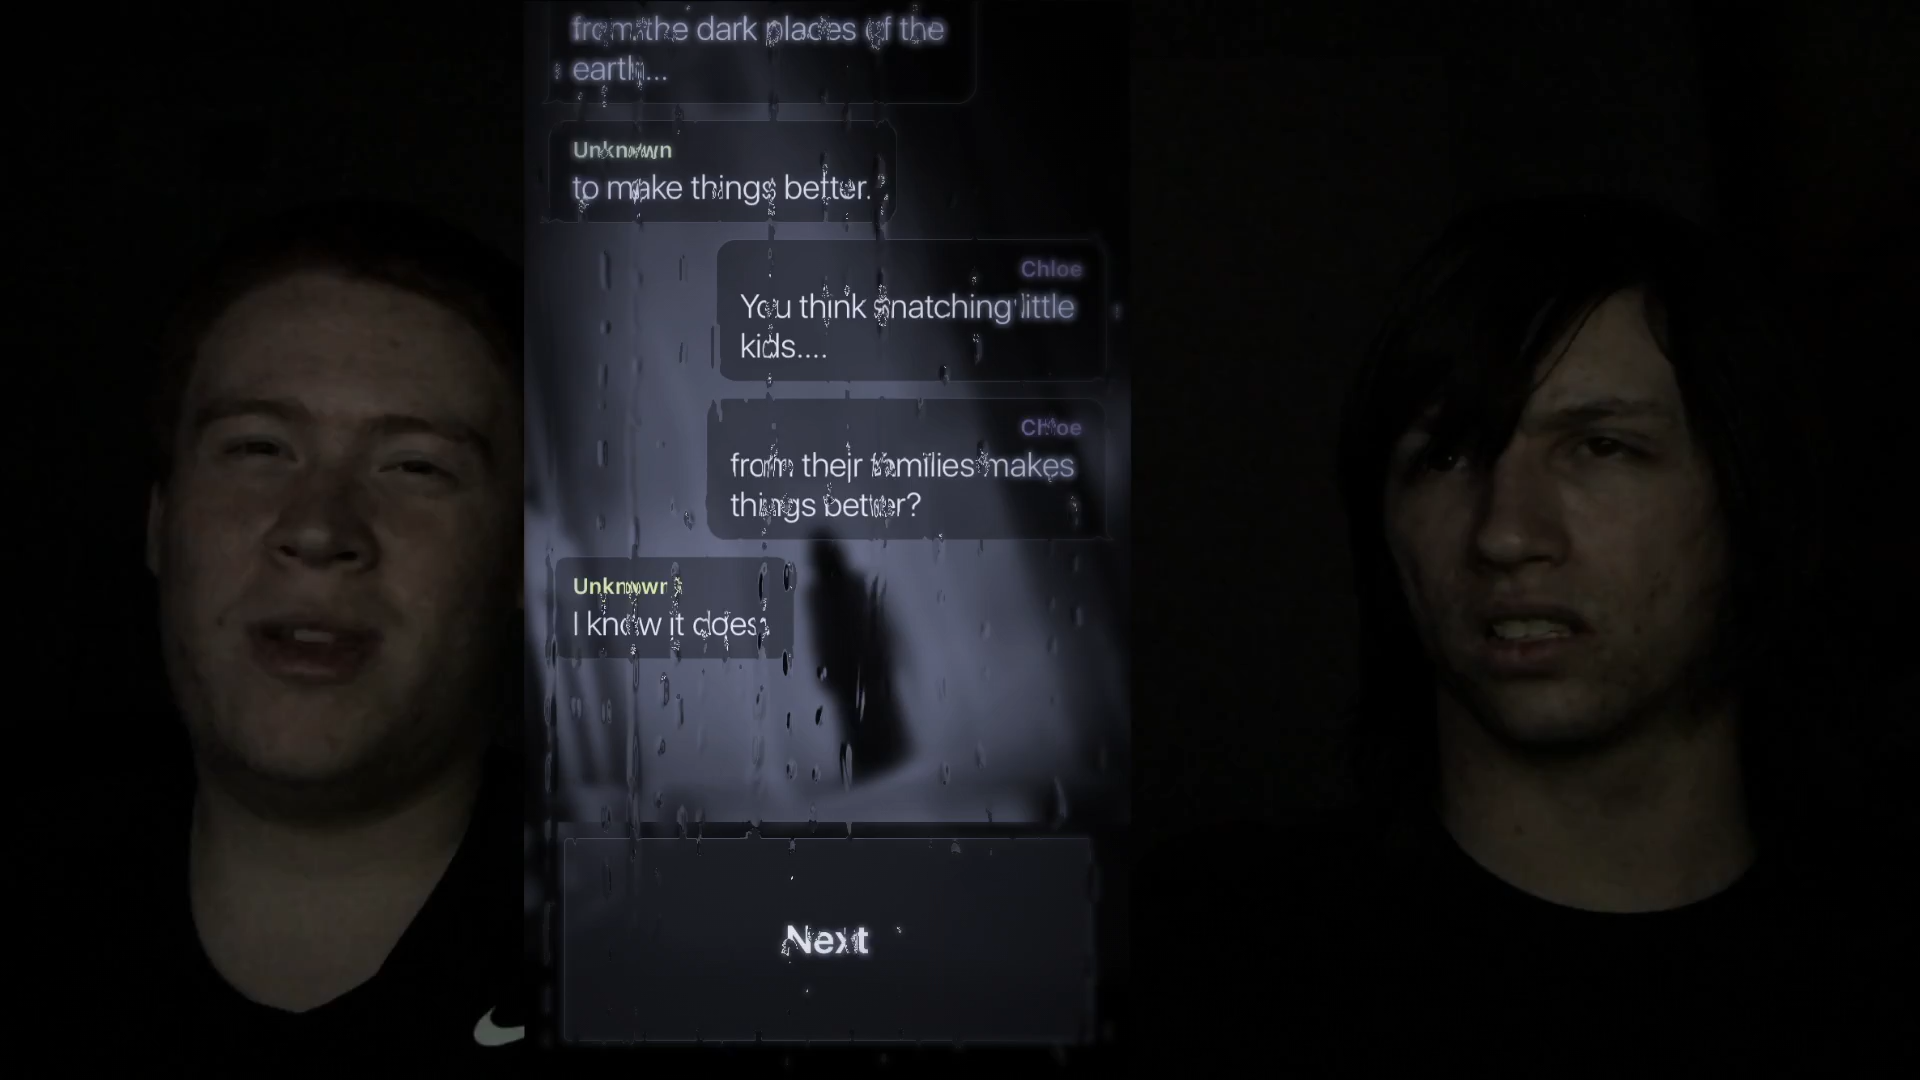 from the dark places of the
earth...
Unknown
to make things better.
Chloe
You think snatching little
kids....
Chloe
from their families makes
things better?
Unknown
I know it does.
Next